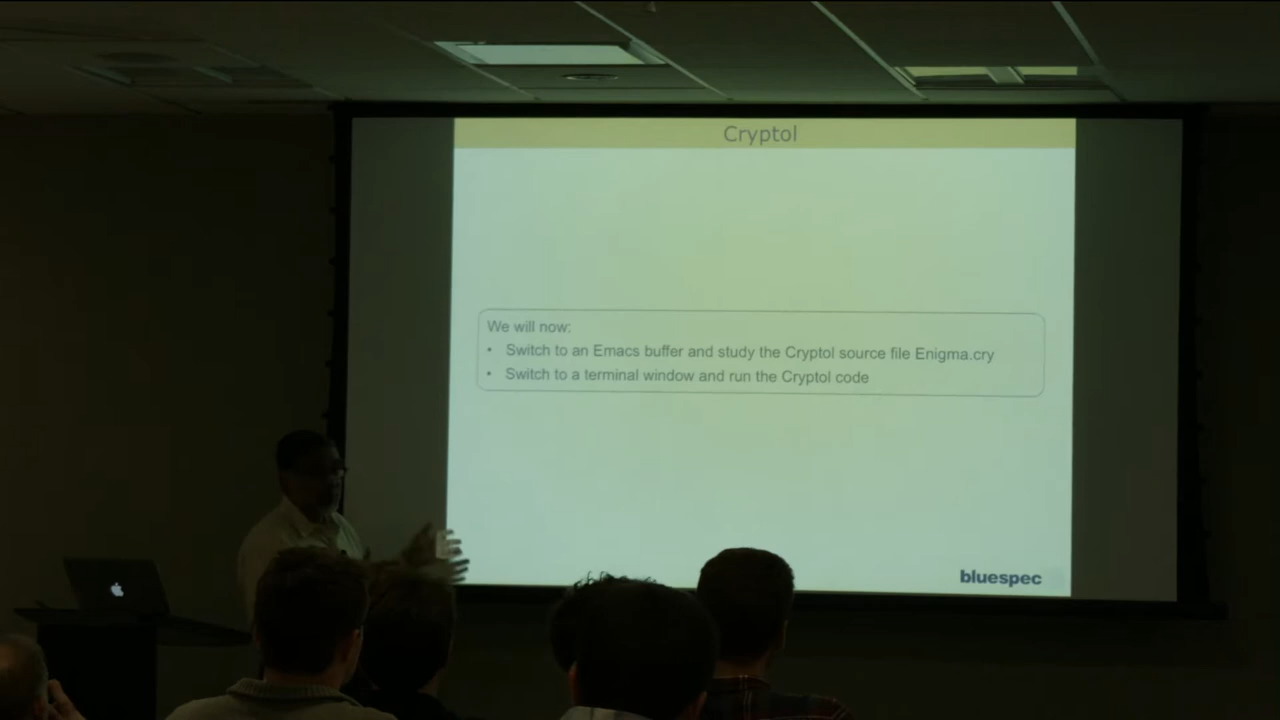 Cryptol
We will now:
• Switch to an Emacs buffer and study the Cryptol source file Enigma.cry
• Switch to a terminal window and run the Cryptol code
bluespec